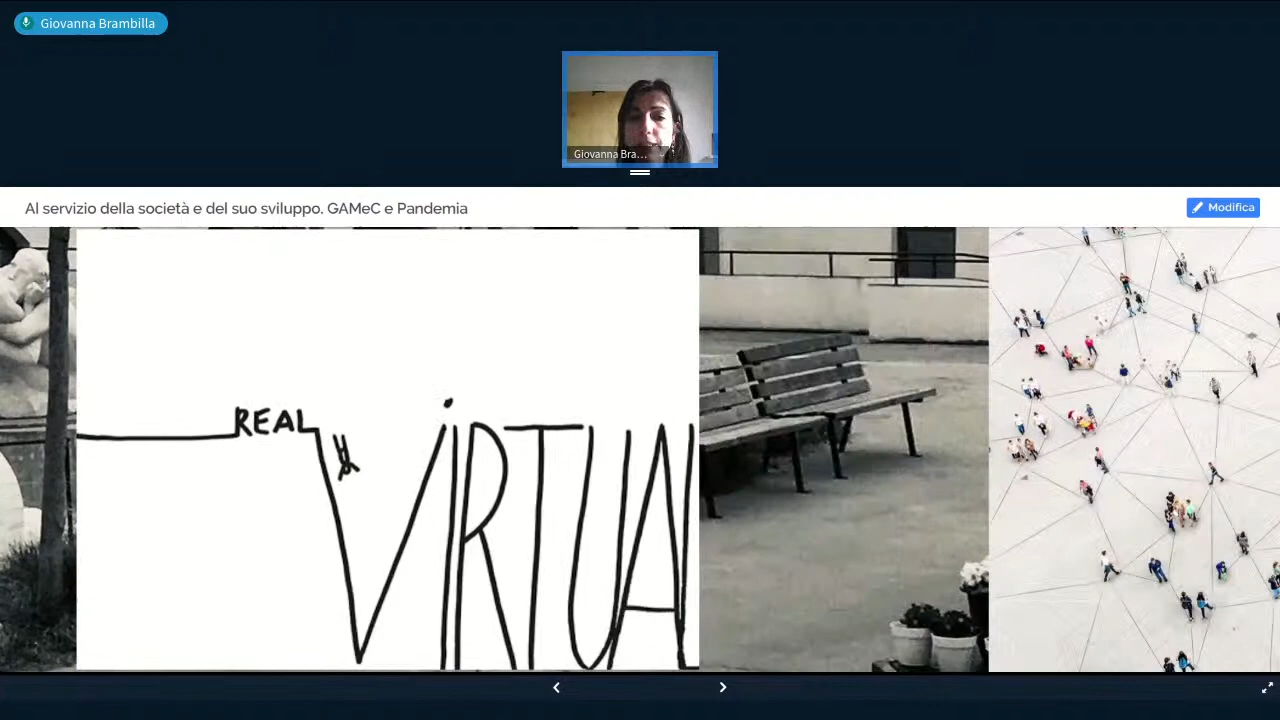 Giovanna Brambilla
Giovanna Bra...
Al servizio della società e del suo sviluppo. GAMeC e Pandemia
Modifica
REAL
ViRTUAL